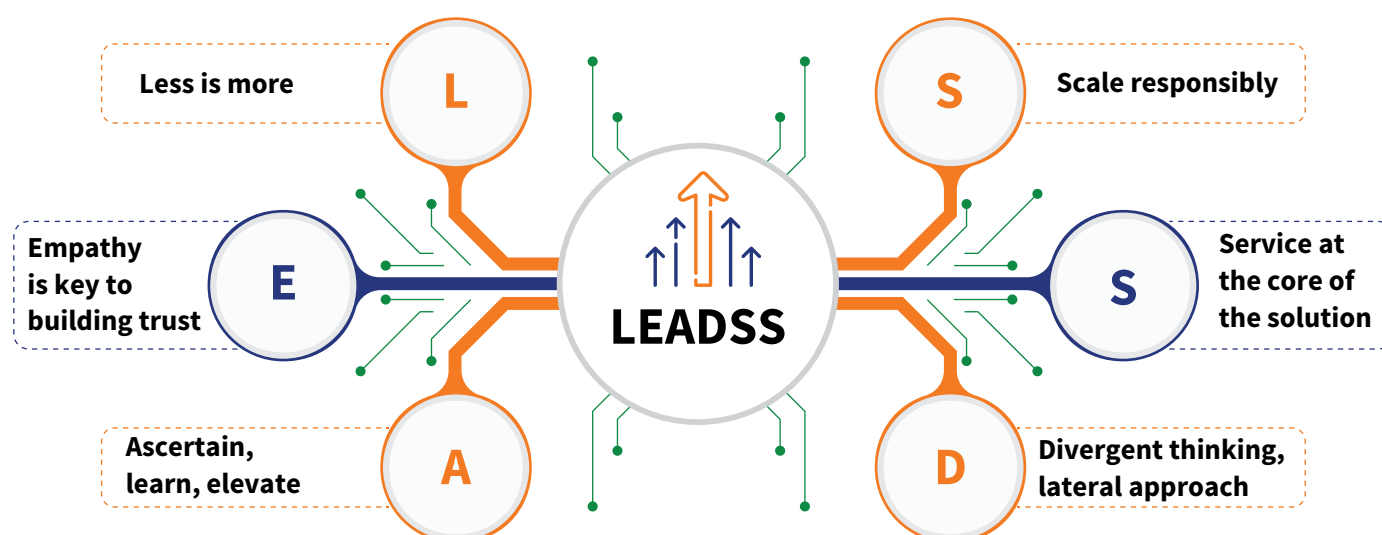 L
Less is more
E
Empathy
is key to
building trust
A
Ascertain,
learn, elevate
LEADSS
S
Scale responsibly
S
Service at
the core of
the solution
D
Divergent thinking,
lateral approach